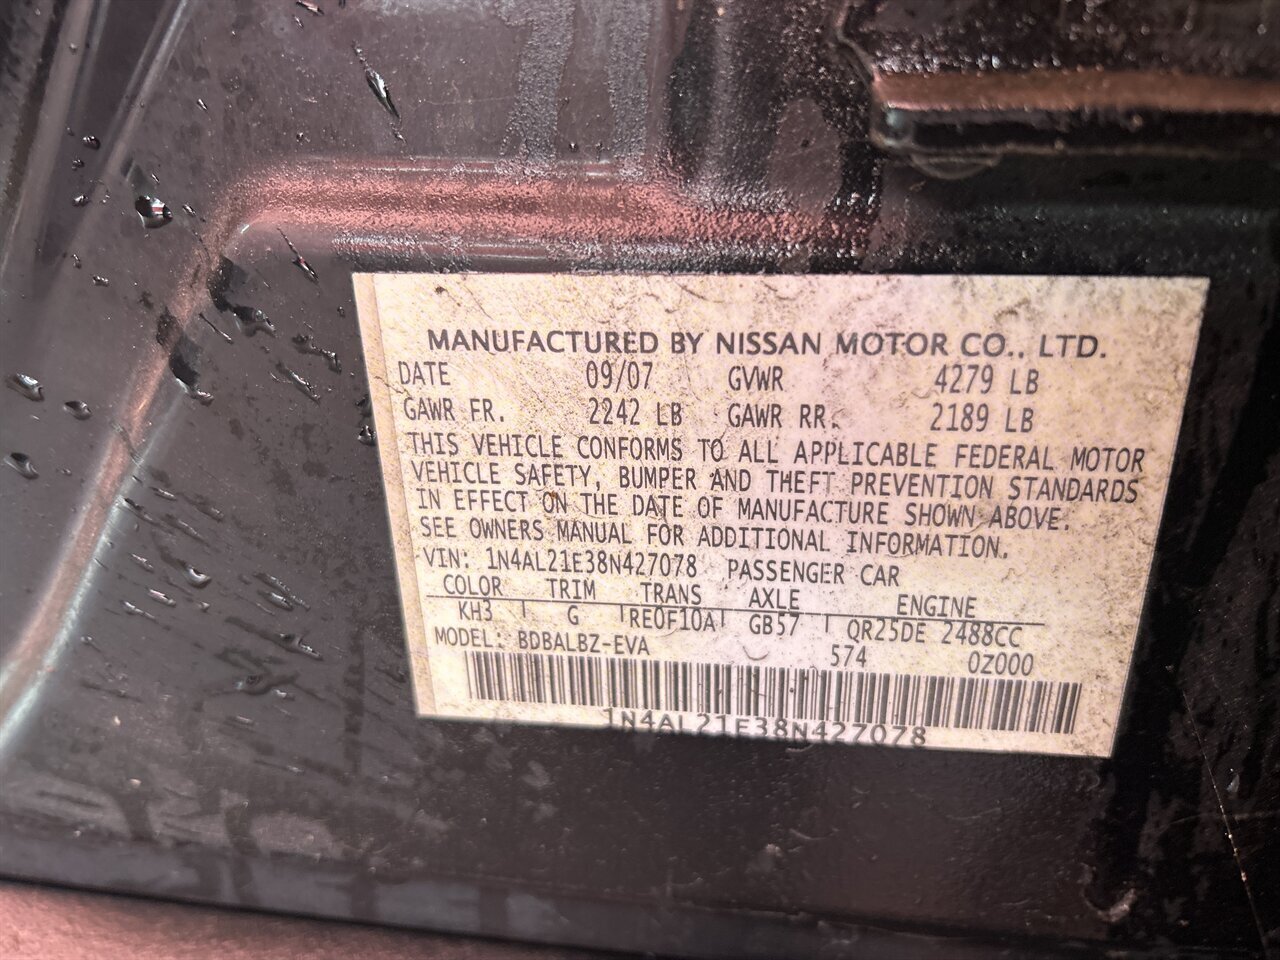 MANUFACTURED BY NISSAN MOTOR CO., LTD.
DATE 09/07 GVWR 4279 LB
GAWR FR. 2242 LB GAWR RR. 2189 LB
THIS VEHICLE CONFORMS TO ALL APPLICABLE FEDERAL MOTOR
VEHICLE SAFETY, BUMPER AND THEFT PREVENTION STANDARDS
IN EFFECT ON THE DATE OF MANUFACTURE SHOWN ABOVE.
SEE OWNERS MANUAL FOR ADDITIONAL INFORMATION.
VIN: 1N4AL21E38N427078 PASSENGER CAR
COLOR TRIM TRANS AXLE ENGINE
KH3 G RE0F10A GB57 QR25DE 2488CC
MODEL: BDBALBZ-EVA 574 0Z000
1N4AL21E38N427078